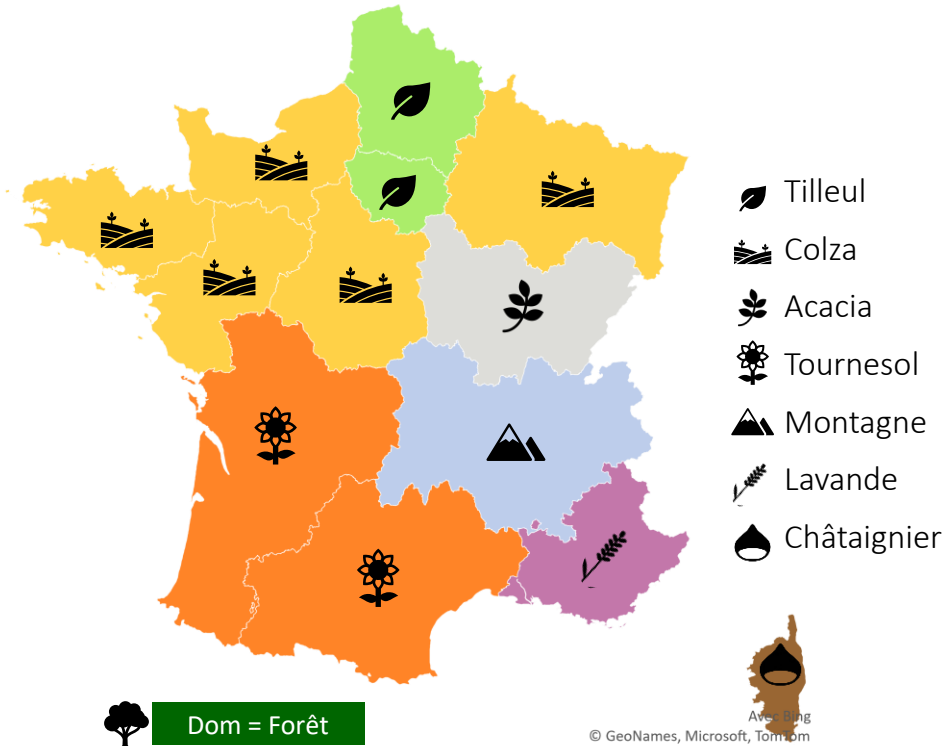 Tilleul
Colza
Acacia
Tournesol
Montagne
Lavande
Châtaignier
Dom = Forêt
Avec Bing
© GeoNames, Microsoft, TomTom